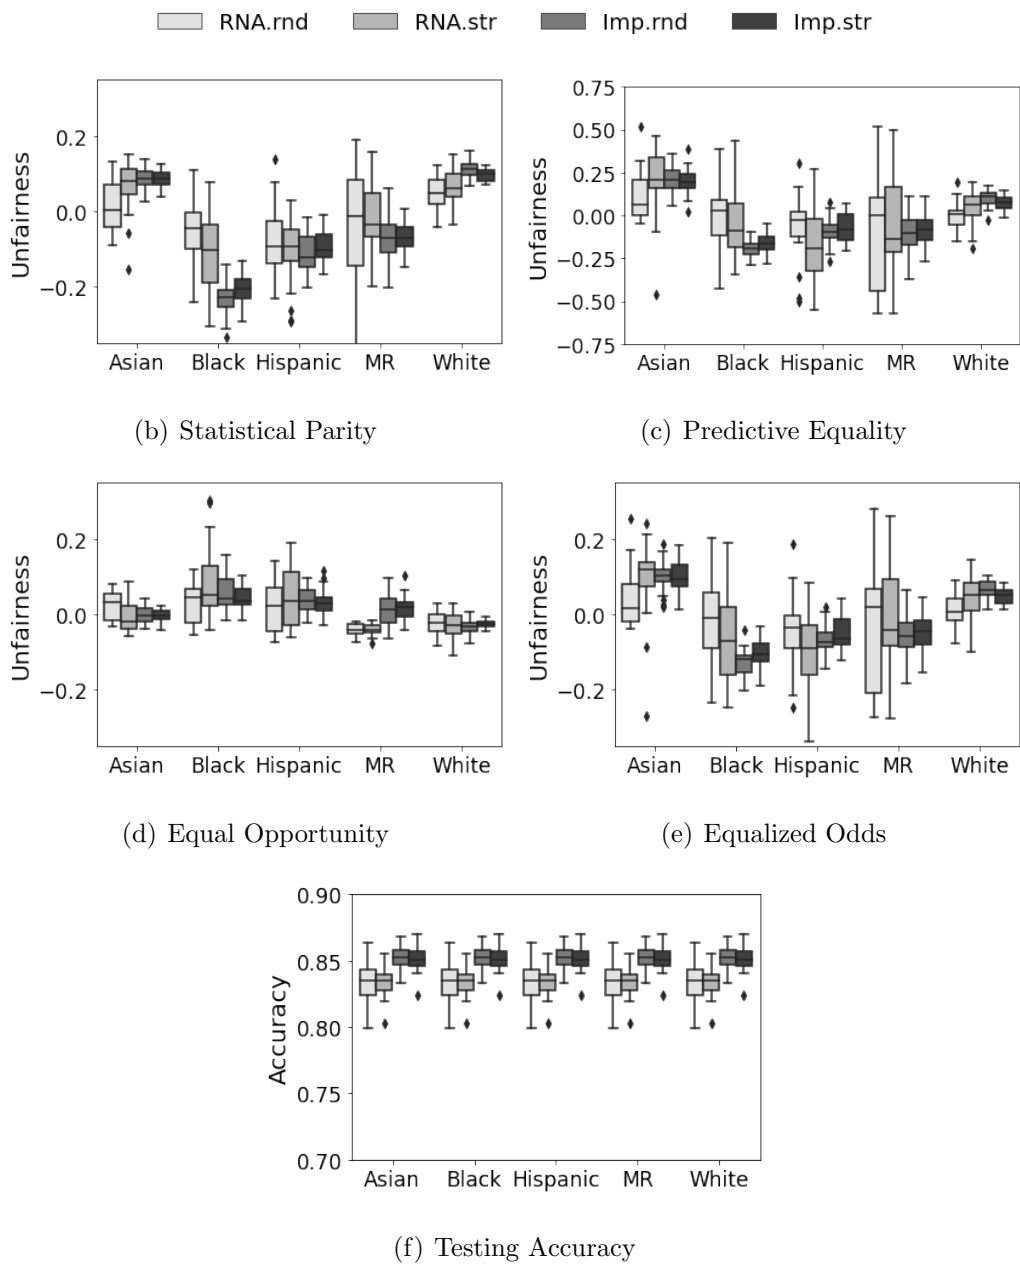 RNA.rnd RNA.str Imp.rnd Imp.str
Unfairness
0.2
0.0
−0.2
Asian Black Hispanic MR White
(b) Statistical Parity
Unfairness
0.75
0.50
0.25
0.00
−0.25
−0.50
−0.75
Asian Black Hispanic MR White
(c) Predictive Equality
Unfairness
0.2
0.0
−0.2
Asian Black Hispanic MR White
(d) Equal Opportunity
Unfairness
0.2
0.0
−0.2
Asian Black Hispanic MR White
(e) Equalized Odds
Accuracy
0.90
0.85
0.80
0.75
0.70
Asian Black Hispanic MR White
(f) Testing Accuracy